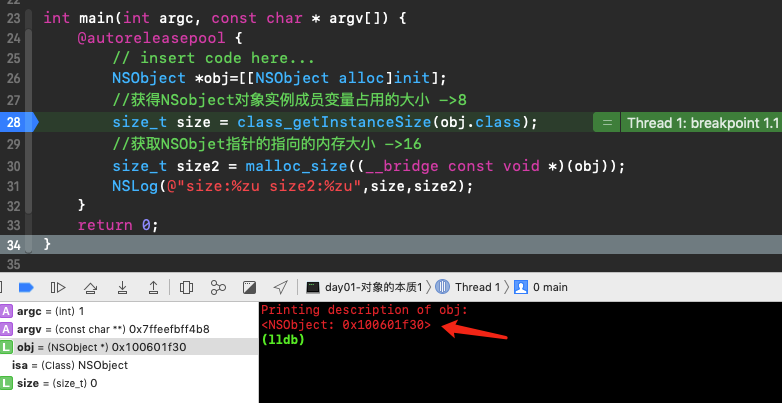 23 int main(int argc, const char * argv[]) {
24 @autoreleasepool {
25 // insert code here...
26 NSObject *obj=[[NSObject alloc]init];
27 //获得NSobject对象实例成员变量占用的大小 ->8
28 size_t size = class_getInstanceSize(obj.class); = Thread 1: breakpoint 1.1
29 //获取NSObjet指针的指向的内存大小 ->16
30 size_t size2 = malloc_size((__bridge const void *)(obj));
31 NSLog(@"size:%zu size2:%zu",size,size2);
32 }
33 return 0;
34 }
35
day01-对象的本质1 〉 Thread 1 〉 0 main
A argc = (int) 1
A argv = (const char **) 0x7ffeefbff4b8
L obj = (NSObject *) 0x100601f30
isa = (Class) NSObject
L size = (size_t) 0
Printing description of obj:
<NSObject: 0x100601f30>
(lldb)